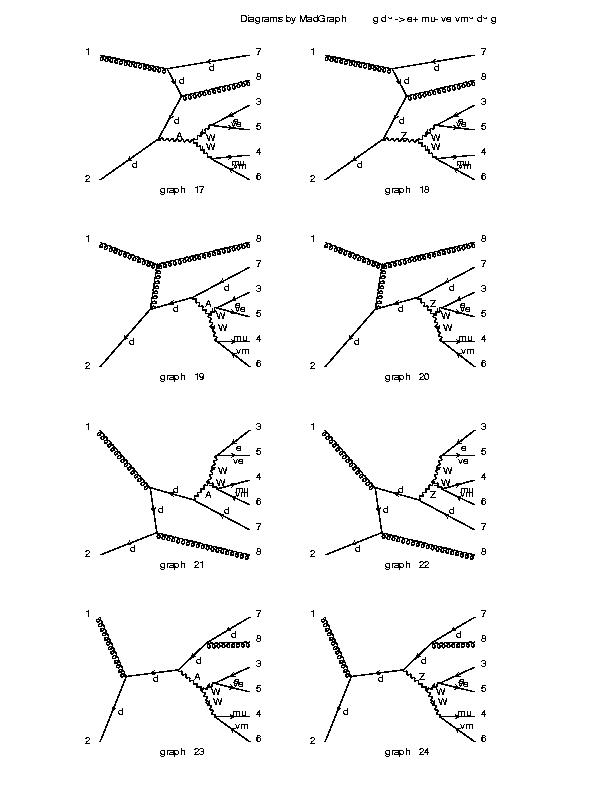 Diagrams by MadGraph g d~ -> e+ mu- ve vm~ d~ g
1 7 1 7
d d
8 8
d d
3 3
d d
e e
ve ve
5 5
A W Z W
W W
4 4
mu mu
vm vm
d d
2 6 2 6
graph 17 graph 18
1 8 1 8
7 7
d d
3 3
A e Z e
d ve d ve
W 5 W 5
W W
mu 4 mu 4
d vm d vm
2 6 2 6
graph 19 graph 20
1 3 1 3
e e
5 5
ve ve
W W
4 4
d W mu d W mu
A vm Z vm
6 6
d d d d
7 7
d d
2 8 2 8
graph 21 graph 22
1 7 1 7
d d
8 8
d d
3 3
d A e d Z e
ve ve
W 5 W 5
W W
d mu 4 d mu 4
vm vm
2 6 2 6
graph 23 graph 24